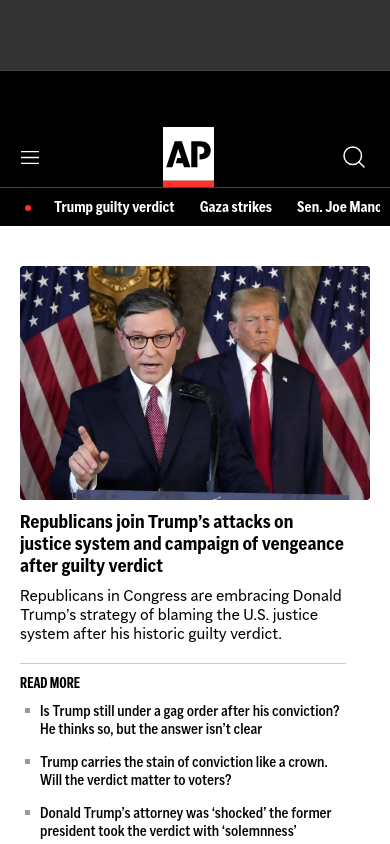 AP
Trump guilty verdict Gaza strikes Sen. Joe Manc
Republicans join Trump’s attacks on
justice system and campaign of vengeance
after guilty verdict
Republicans in Congress are embracing Donald
Trump’s strategy of blaming the U.S. justice
system after his historic guilty verdict.
READ MORE
Is Trump still under a gag order after his conviction?
He thinks so, but the answer isn’t clear
Trump carries the stain of conviction like a crown.
Will the verdict matter to voters?
Donald Trump’s attorney was ‘shocked’ the former
president took the verdict with ‘solemnness’